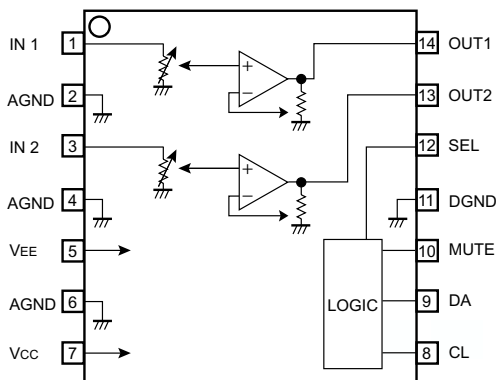 IN 1 1 14 OUT1
AGND 2 + − 13 OUT2
IN 2 3 12 SEL
AGND 4 + − 11 DGND
VEE 5 10 MUTE
AGND 6 LOGIC 9 DA
VCC 7 8 CL